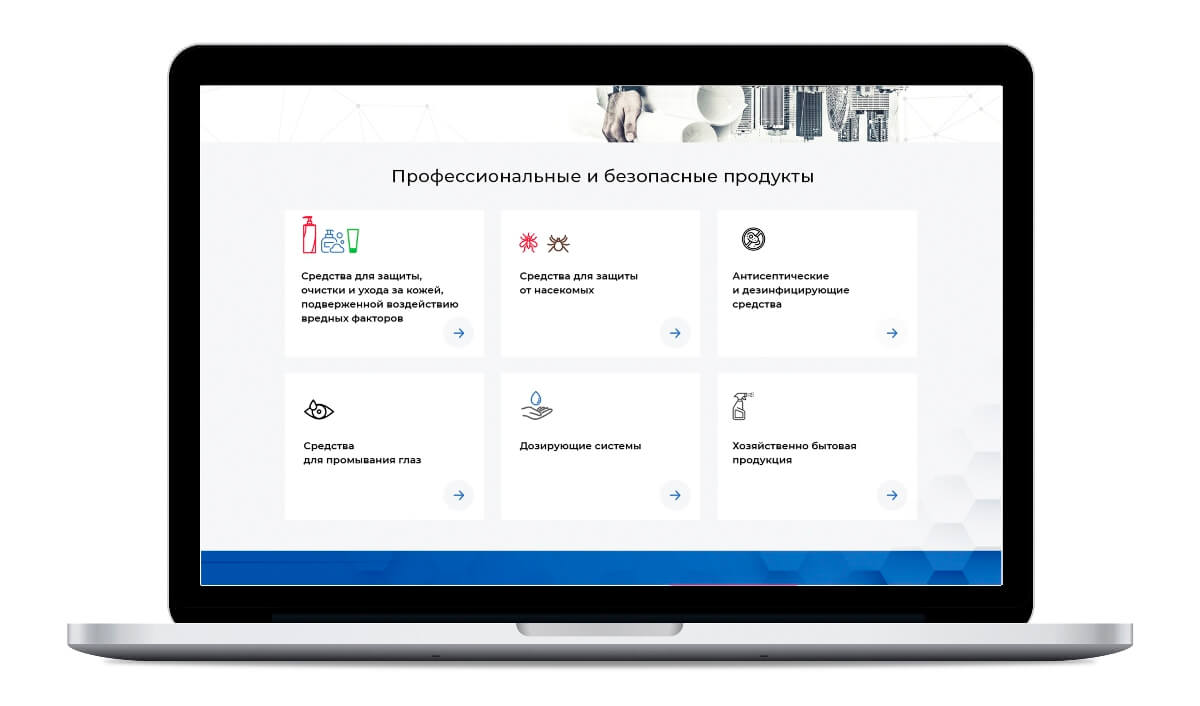 Профессиональные и безопасные продукты
Средства для защиты,
очистки и ухода за кожей,
подверженной воздействию
вредных факторов
Средства для защиты
от насекомых
Антисептические
и дезинфицирующие
средства
Средства
для промывания глаз
Дозирующие системы
Хозяйственно бытовая
продукция